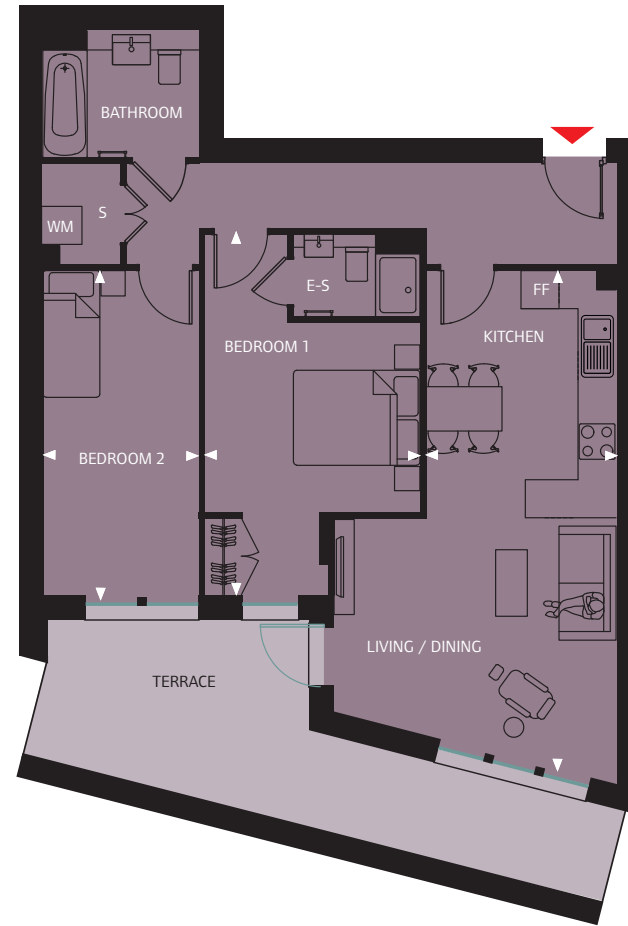 BATHROOM
S
WM
E-S
FF
KITCHEN
BEDROOM 1
BEDROOM 2
LIVING / DINING
TERRACE